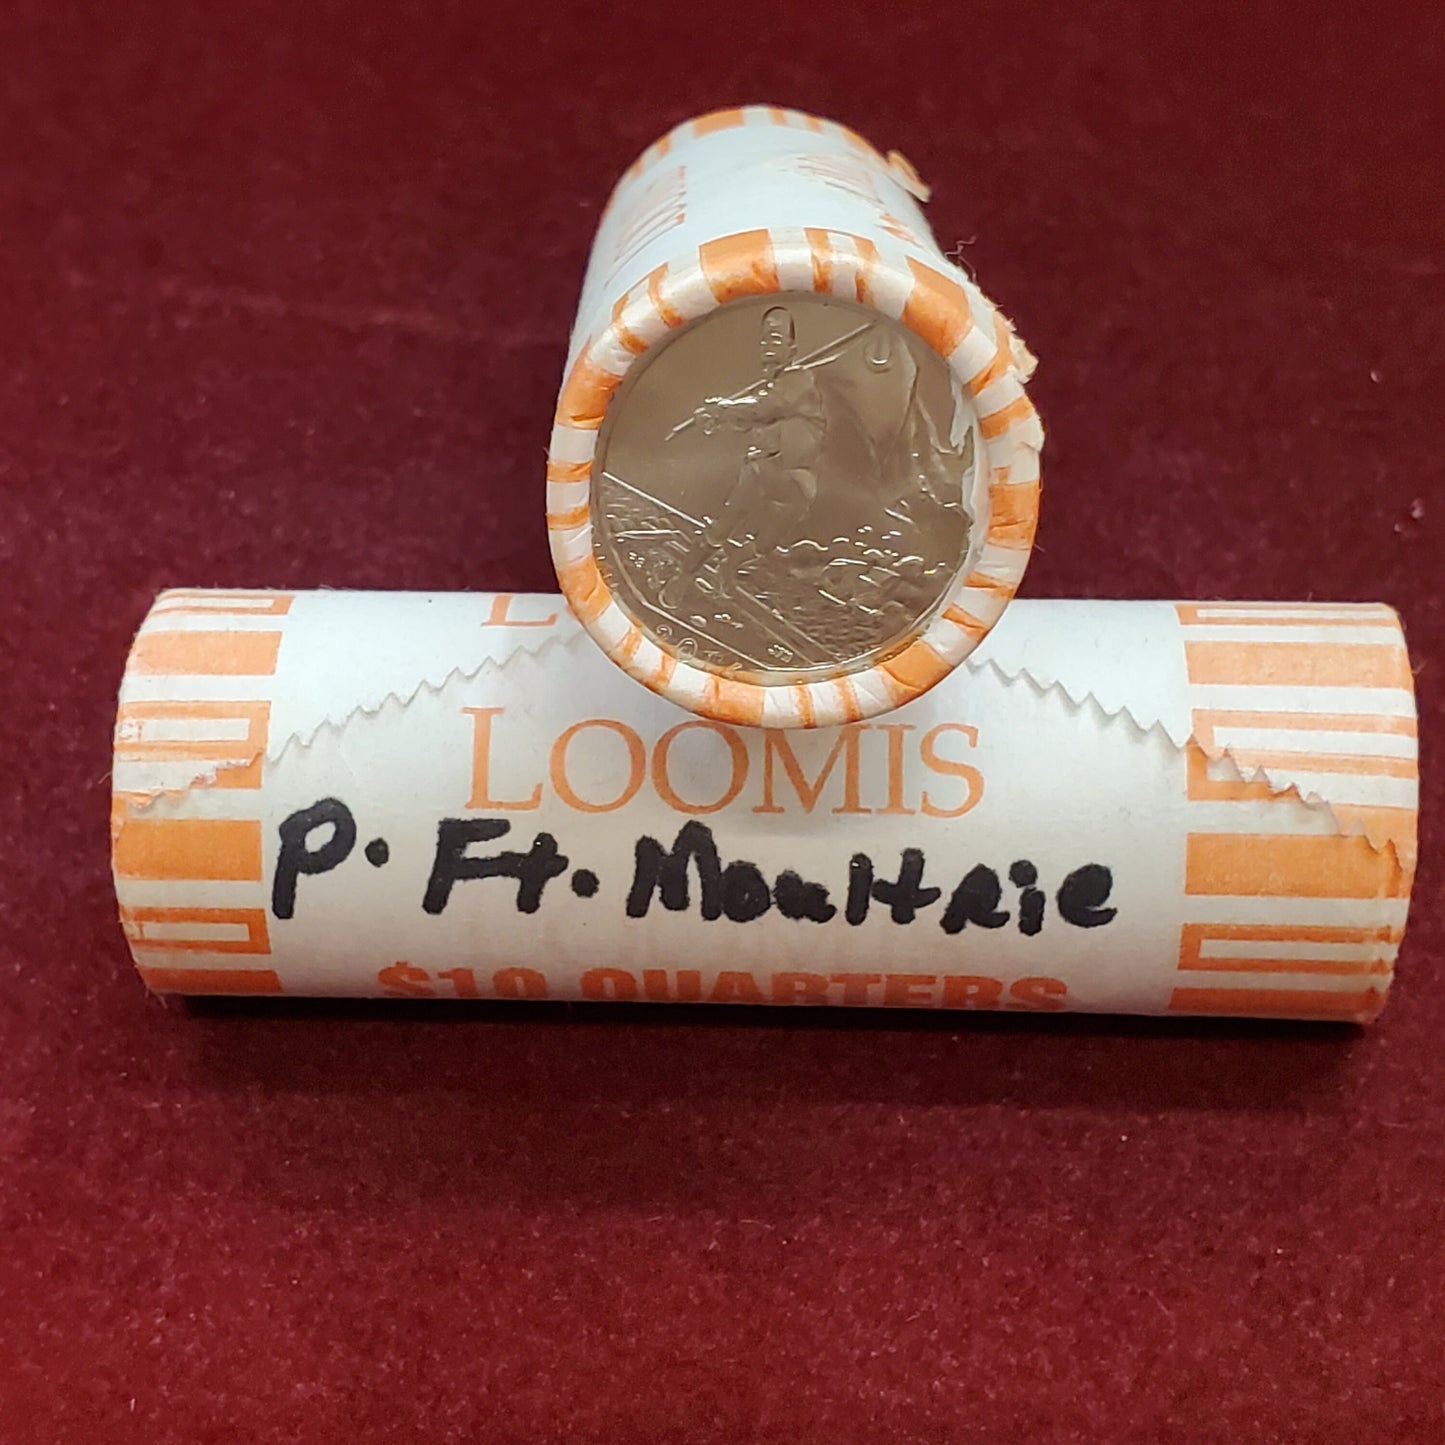 L
LOOMIS
P. Ft. Moultrie
$10 QUARTERS